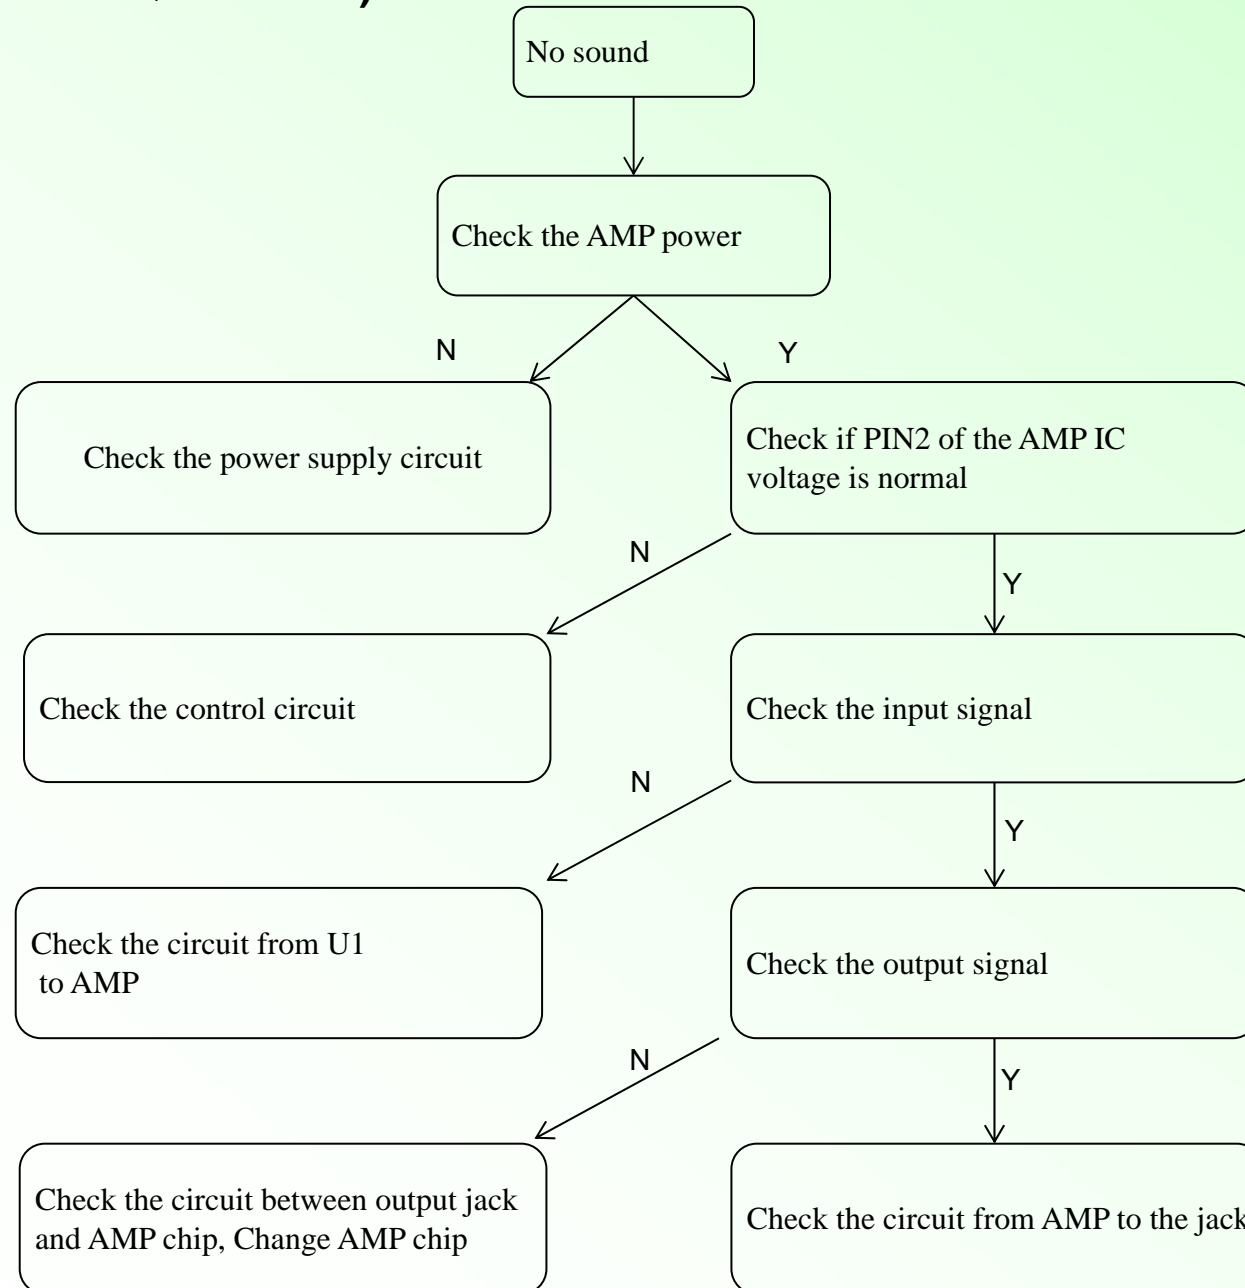 No sound
Check the AMP power
N
Y
Check the power supply circuit
Check if PIN2 of the AMP IC
voltage is normal
N
Y
Check the control circuit
Check the input signal
N
Y
Check the circuit from U1
to AMP
Check the output signal
N
Y
Check the circuit between output jack
and AMP chip, Change AMP chip
Check the circuit from AMP to the jack